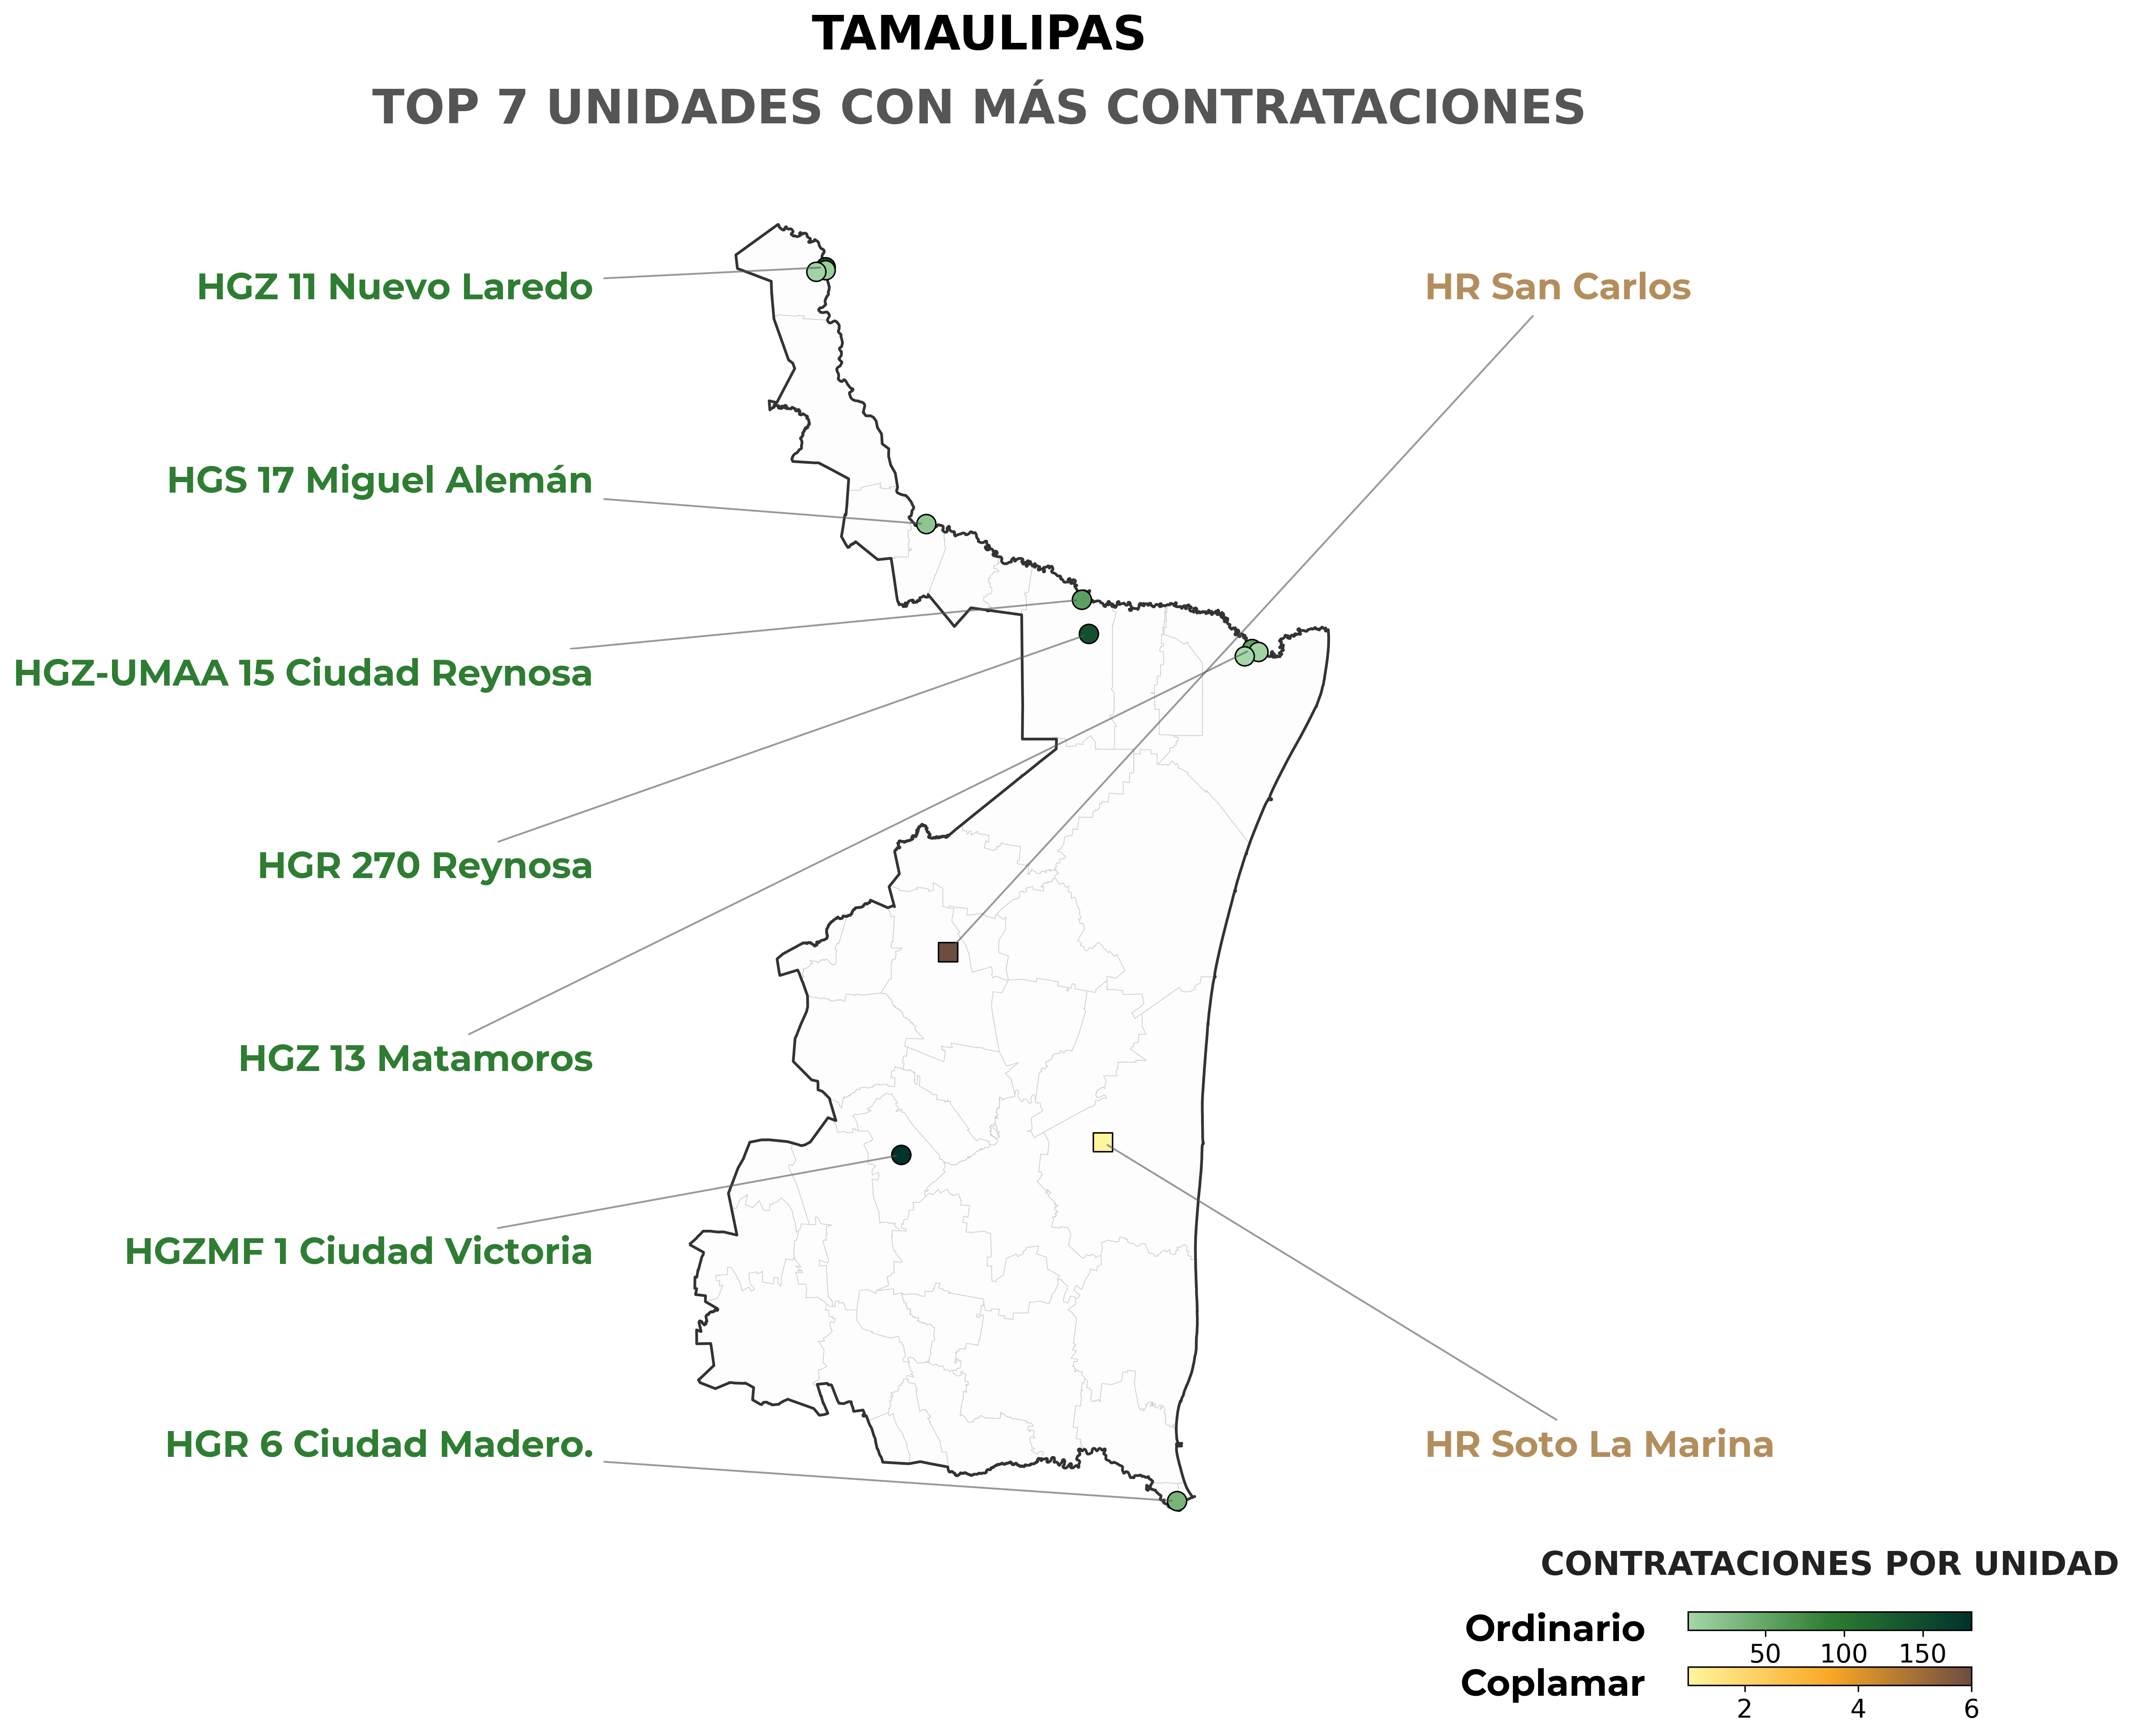 TAMAULIPAS
TOP 7 UNIDADES CON MÁS CONTRATACIONES
HGZ 11 Nuevo Laredo
HR San Carlos
HGS 17 Miguel Alemán
HGZ-UMAA 15 Ciudad Reynosa
HGR 270 Reynosa
HGZ 13 Matamoros
HGZMF 1 Ciudad Victoria
HGR 6 Ciudad Madero.
HR Soto La Marina
CONTRATACIONES POR UNIDAD
Ordinario
50 100 150
Coplamar
2 4 6